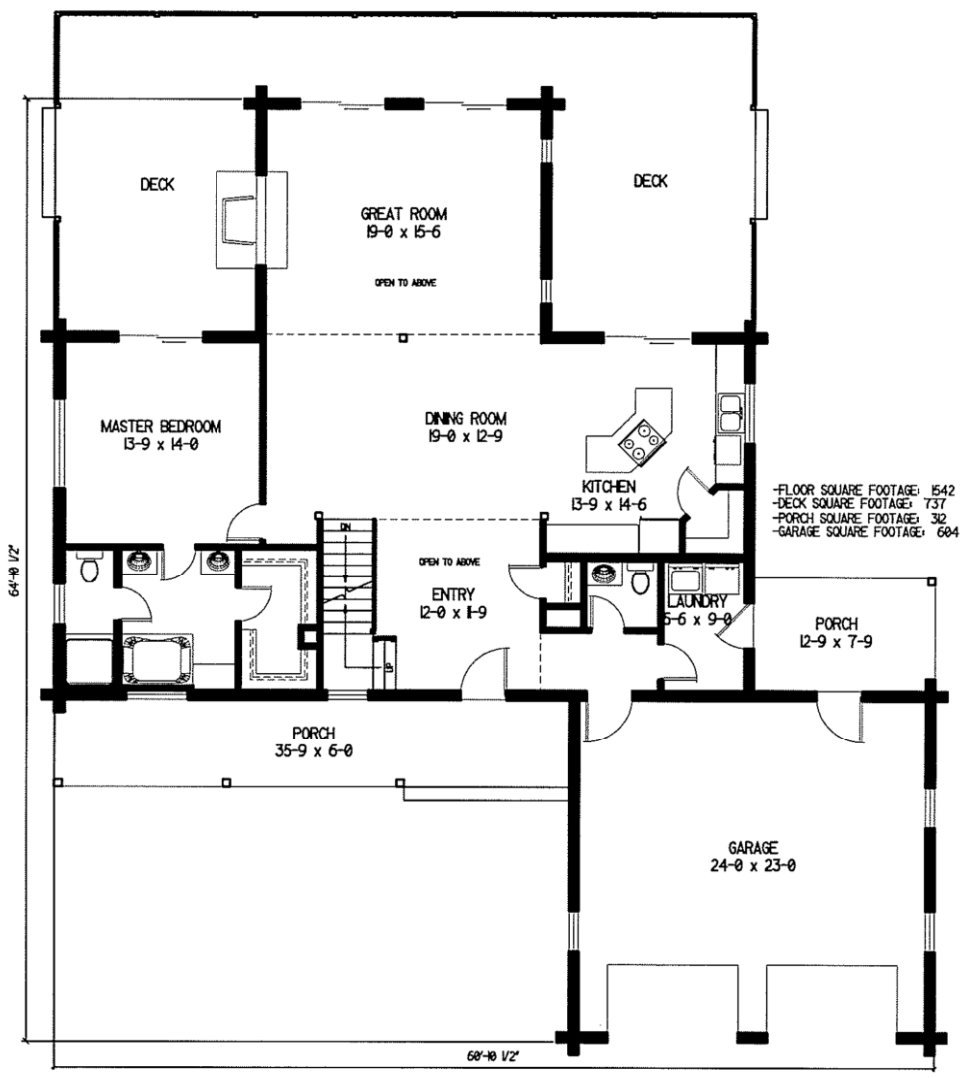 DECK
DECK
GREAT ROOM
19-0 x 15-6
OPEN TO ABOVE
MASTER BEDROOM
13-9 x 14-0
DINING ROOM
19-0 x 12-9
KITCHEN
13-9 x 14-6
-FLOOR SQUARE FOOTAGE: 1542
-DECK SQUARE FOOTAGE: 737
-PORCH SQUARE FOOTAGE: 312
-GARAGE SQUARE FOOTAGE: 604
DN
OPEN TO ABOVE
ENTRY
12-0 x 11-9
LAUNDRY
5-6 x 9-0
PORCH
12-9 x 7-9
UP
64'-10 1/2"
PORCH
35-9 x 6-0
GARAGE
24-0 x 23-0
60'-10 1/2"